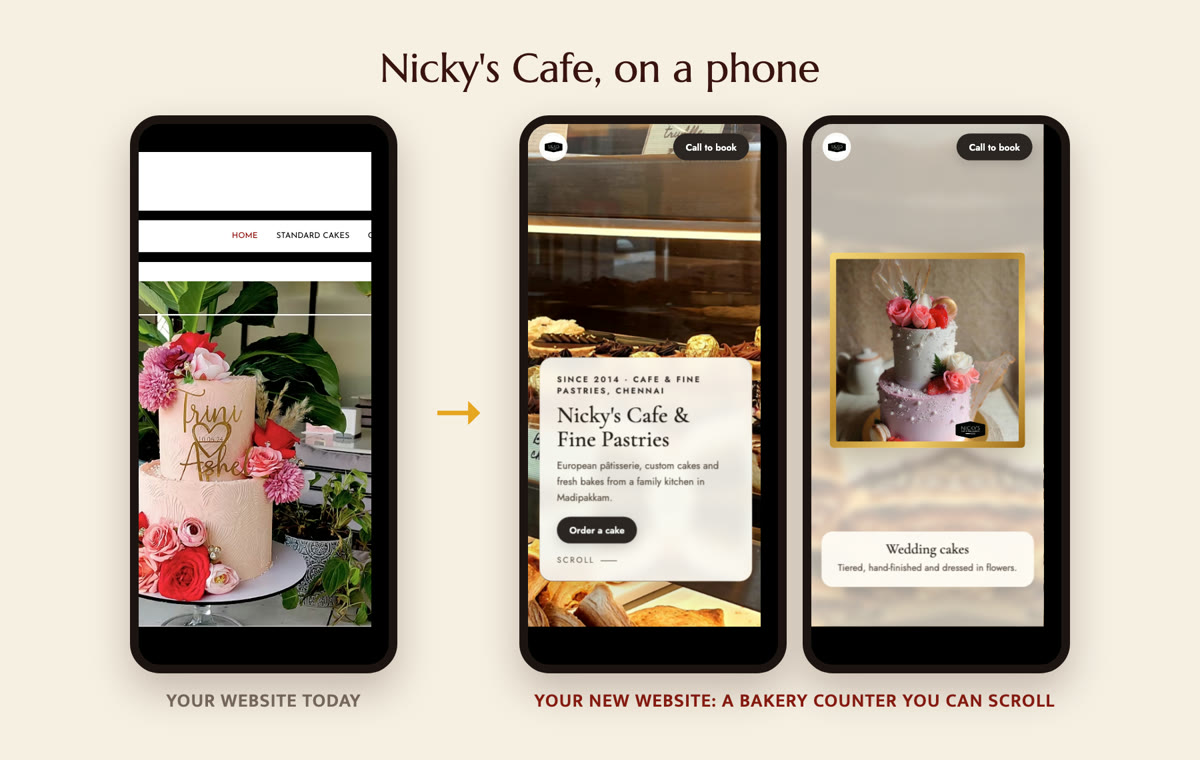 Nicky's Cafe, on a phone
HOME STANDARD CAKES
Trini
Ashel
YOUR WEBSITE TODAY
Call to book
SINCE 2014 · CAFE & FINE
PASTRIES, CHENNAI
Nicky's Cafe &
Fine Pastries
European pâtisserie, custom cakes and
fresh bakes from a family kitchen in
Madipakkam.
Order a cake
SCROLL
Call to book
NICKY'S
Wedding cakes
Tiered, hand-finished and dressed in flowers.
YOUR NEW WEBSITE: A BAKERY COUNTER YOU CAN SCROLL